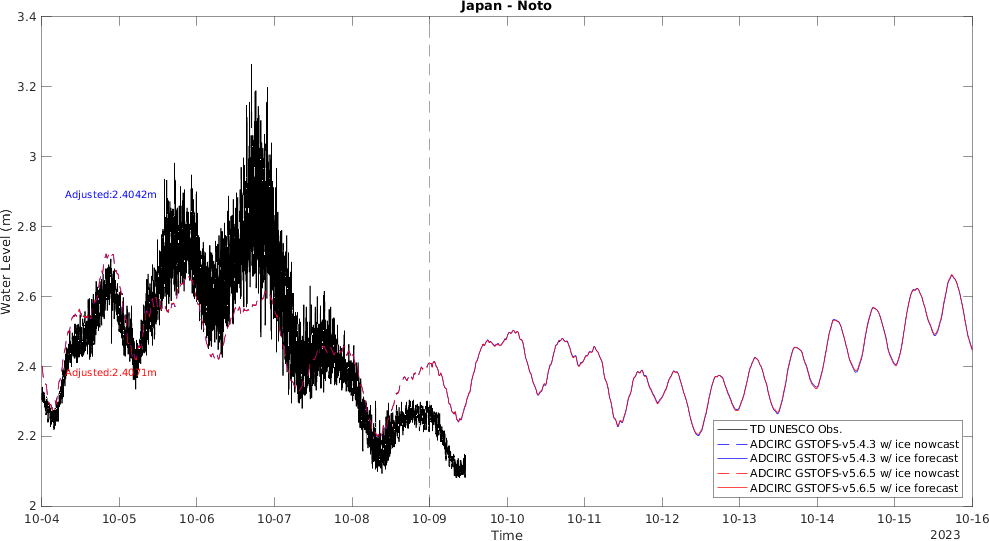 Japan - Noto
3.4
3.2
3
2.8
2.6
2.4
2.2
2
Water Level (m)
Adjusted:2.4042m
Adjusted:2.4071m
TD UNESCO Obs.
ADCIRC GSTOFS-v5.4.3 w/ ice nowcast
ADCIRC GSTOFS-v5.4.3 w/ ice forecast
ADCIRC GSTOFS-v5.6.5 w/ ice nowcast
ADCIRC GSTOFS-v5.6.5 w/ ice forecast
10-04 10-05 10-06 10-07 10-08 10-09 10-10 10-11 10-12 10-13 10-14 10-15 10-16
Time
2023